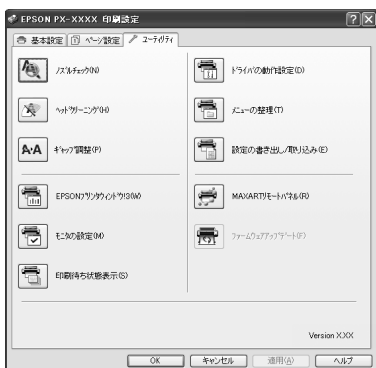 EPSON PX-XXXX 印刷設定
基本設定 ページ設定 ユーティリティ
ノズルチェック(N)
ヘッドクリーニング(H)
A·A ギャップ調整(P)
EPSONプリンタウィンドウ!3(W)
モニタの設定(M)
印刷待ち状態表示(S)
ドライバの動作設定(D)
メニューの整理(T)
設定の書き出し/取り込み(E)
MAXARTリモートパネル(R)
ファームウェアアップデート(F)
Version X.XX
OK キャンセル 適用(A) ヘルプ